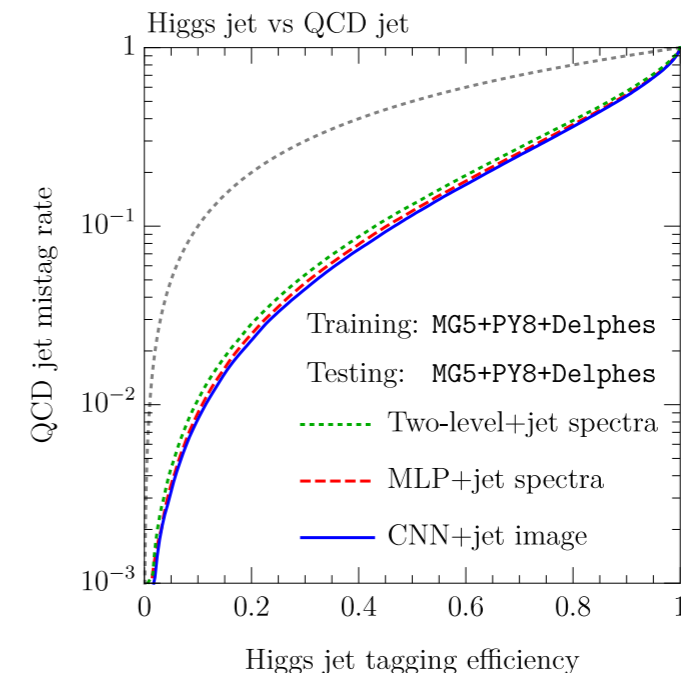 Higgs jet vs QCD jet
1
10⁻¹
10⁻²
10⁻³
QCD jet mistag rate
Training: MG5+PY8+Delphes
Testing: MG5+PY8+Delphes
Two-level+jet spectra
MLP+jet spectra
CNN+jet image
0 0.2 0.4 0.6 0.8 1
Higgs jet tagging efficiency